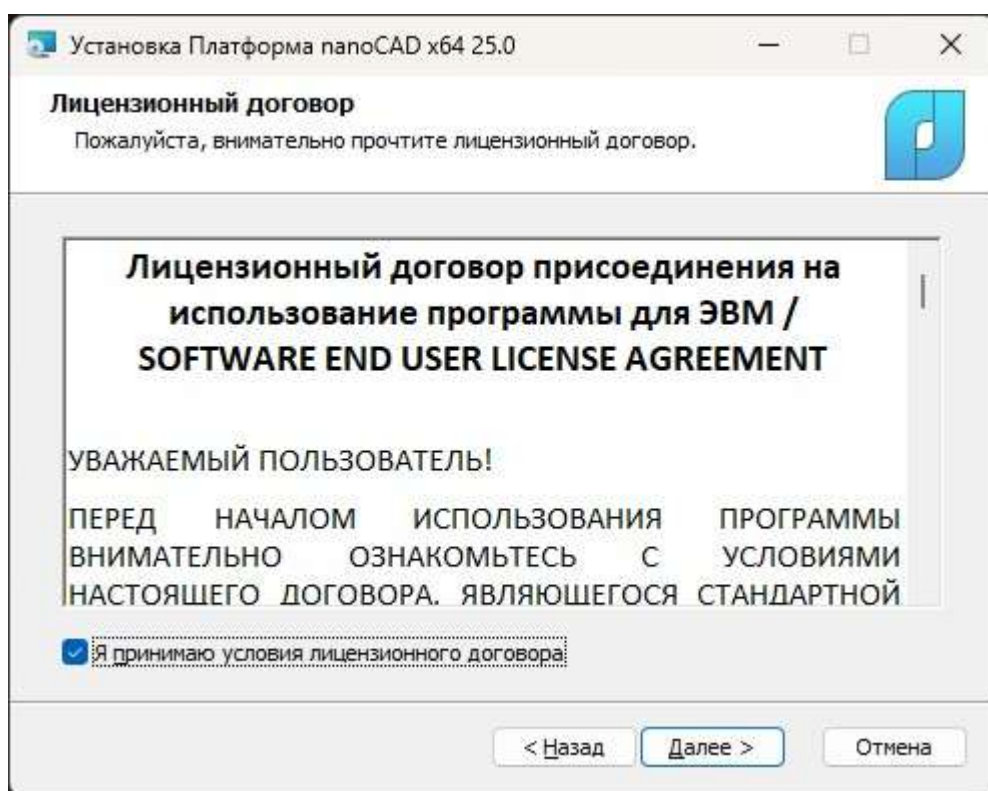 Установка Платформа nanoCAD x64 25.0
Лицензионный договор
Пожалуйста, внимательно прочтите лицензионный договор.
Лицензионный договор присоединения на
использование программы для ЭВМ /
SOFTWARE END USER LICENSE AGREEMENT
УВАЖАЕМЫЙ ПОЛЬЗОВАТЕЛЬ!
ПЕРЕД НАЧАЛОМ ИСПОЛЬЗОВАНИЯ ПРОГРАММЫ
ВНИМАТЕЛЬНО ОЗНАКОМЬТЕСЬ С УСЛОВИЯМИ
НАСТОЯЩЕГО ДОГОВОРА, ЯВЛЯЮЩЕГОСЯ СТАНДАРТНОЙ
Я принимаю условия лицензионного договора
< Назад Далее > Отмена